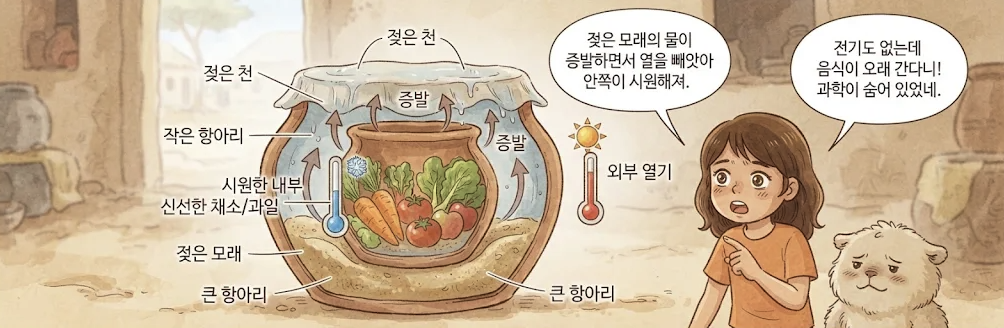 젖은 천
젖은 천
증발
작은 항아리
증발
시원한 내부
신선한 채소/과일
젖은 모래
큰 항아리
큰 항아리
외부 열기
젖은 모래의 물이
증발하면서 열을 빼앗아
안쪽이 시원해져.
전기도 없는데
음식이 오래 간다니!
과학이 숨어 있었네.